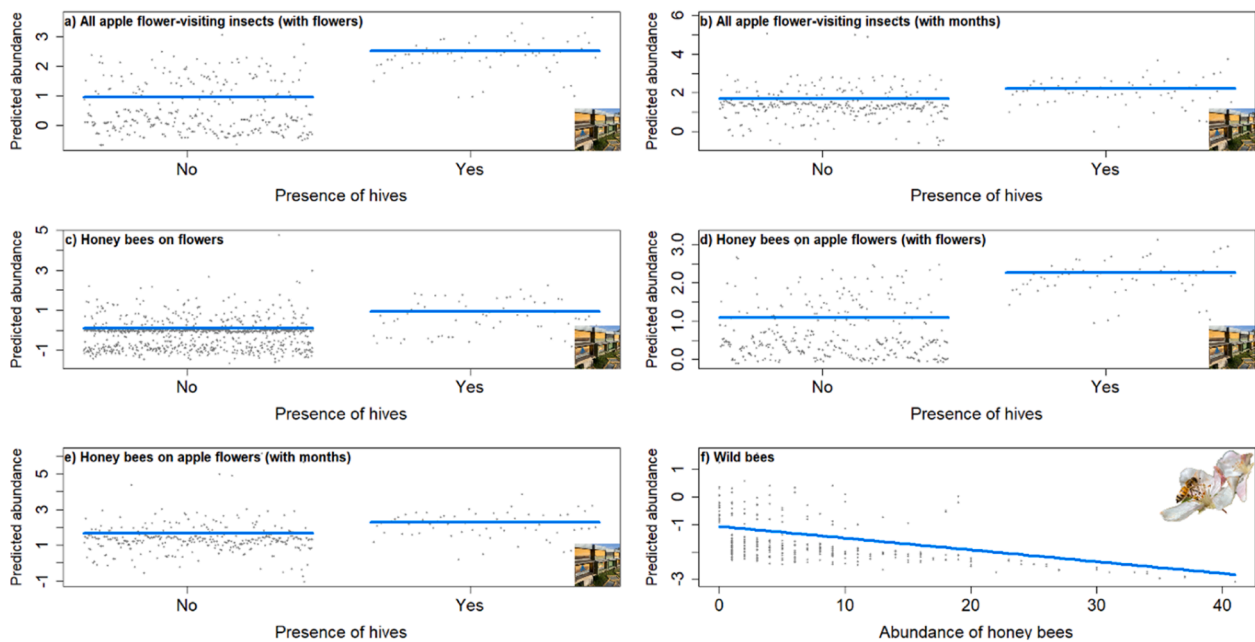 a) All apple flower-visiting insects (with flowers)
Predicted abundance
3
2
1
0
No
Yes
Presence of hives
b) All apple flower-visiting insects (with months)
Predicted abundance
6
4
2
0
No
Yes
Presence of hives
c) Honey bees on flowers
Predicted abundance
5
3
1
-1
No
Yes
Presence of hives
d) Honey bees on apple flowers (with flowers)
Predicted abundance
3.0
2.0
1.0
0.0
No
Yes
Presence of hives
e) Honey bees on apple flowers (with months)
Predicted abundance
5
3
1
-1
No
Yes
Presence of hives
f) Wild bees
Predicted abundance
1
0
-1
-3
0
10
20
30
40
Abundance of honey bees